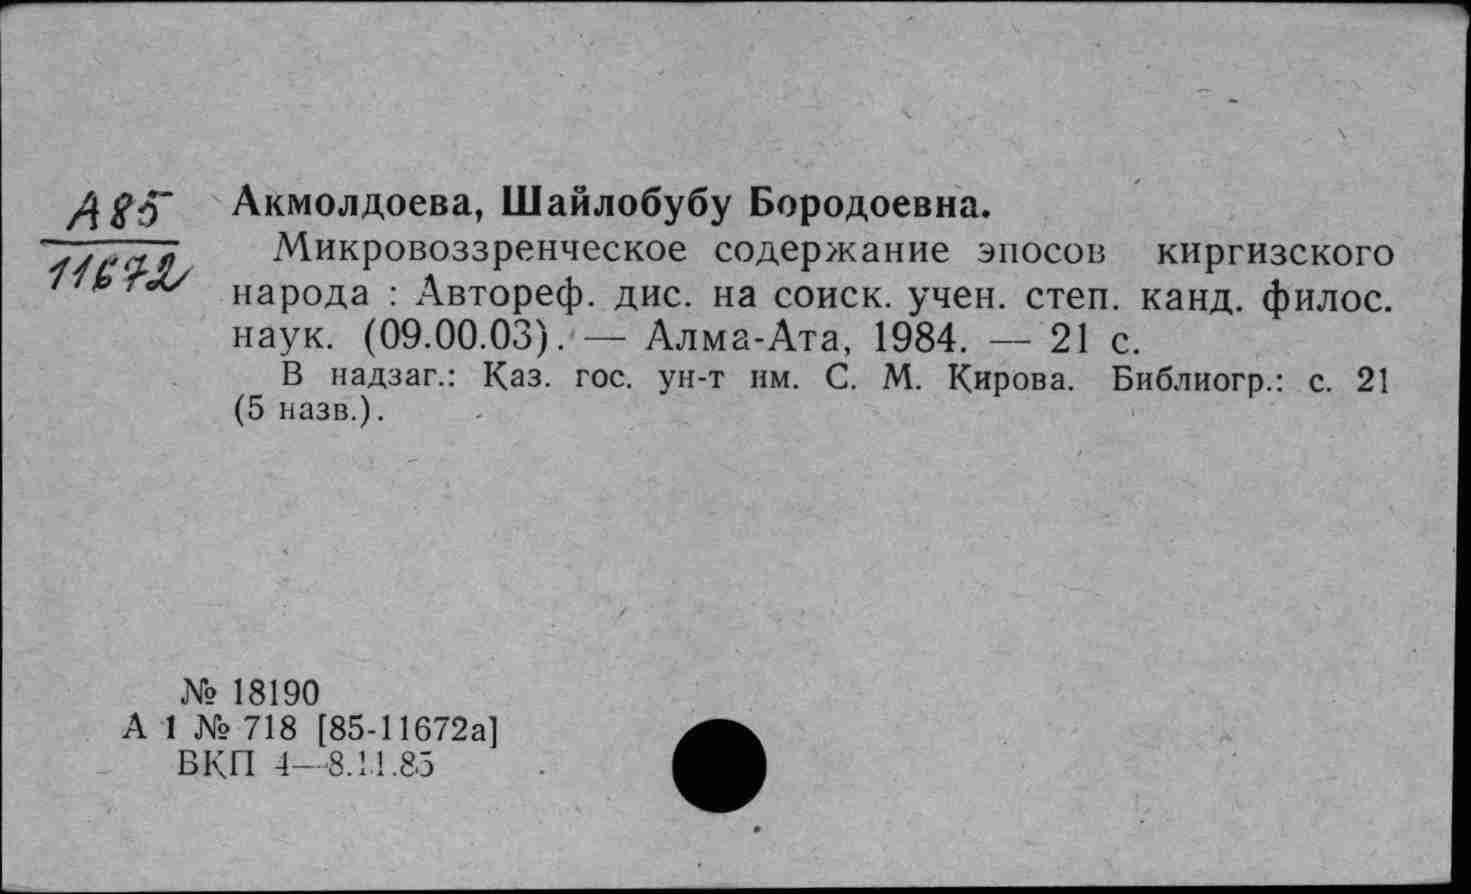 А85
11672
Акмолдоева, Шайлобубу Бородоевна.
Микровоззренческое содержание эпосов киргизского
народа : Автореф. дис. на соиск. учен. степ. канд. филос.
наук. (09.00.03). — Алма-Ата, 1984. — 21 с.
В надзаг.: Каз. гос. ун-т им. С. М. Кирова. Библиогр.: с. 21
(5 назв.).
№ 18190
А 1 № 718 [85-11672а]
ВКП 4—8.11.85